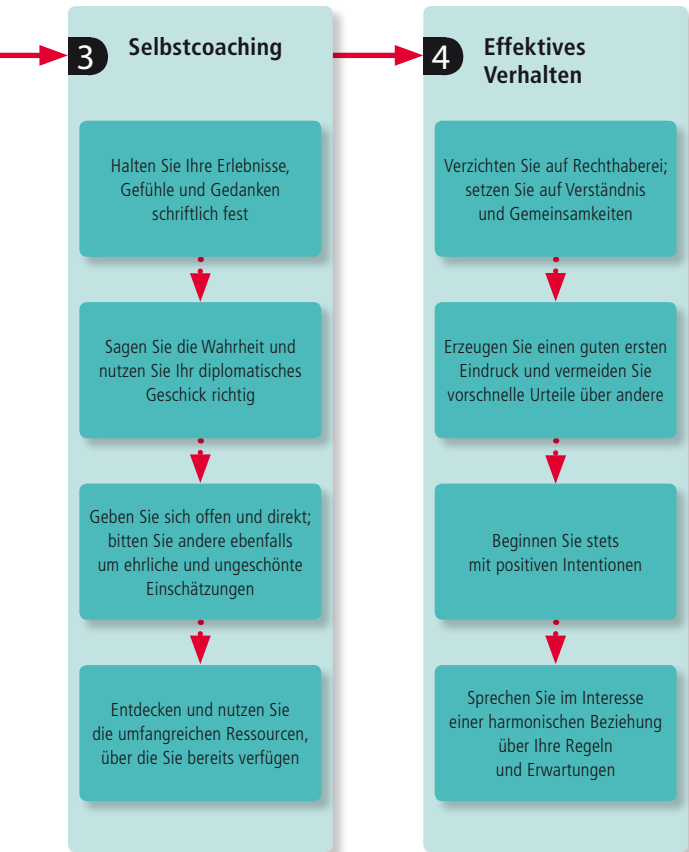 3
Selbstcoaching
Halten Sie Ihre Erlebnisse,
Gefühle und Gedanken
schriftlich fest
Sagen Sie die Wahrheit und
nutzen Sie Ihr diplomatisches
Geschick richtig
Geben Sie sich offen und direkt;
bitten Sie andere ebenfalls
um ehrliche und ungeschönte
Einschätzungen
Entdecken und nutzen Sie
die umfangreichen Ressourcen,
über die Sie bereits verfügen
4
Effektives
Verhalten
Verzichten Sie auf Rechthaberei;
setzen Sie auf Verständnis
und Gemeinsamkeiten
Erzeugen Sie einen guten ersten
Eindruck und vermeiden Sie
vorschnelle Urteile über andere
Beginnen Sie stets
mit positiven Intentionen
Sprechen Sie im Interesse
einer harmonischen Beziehung
über Ihre Regeln
und Erwartungen